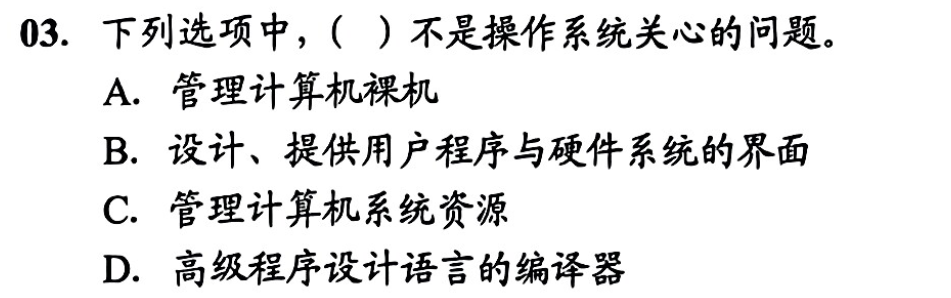 03. 下列选项中，（ ）不是操作系统关心的问题。
A. 管理计算机裸机
B. 设计、提供用户程序与硬件系统的界面
C. 管理计算机系统资源
D. 高级程序设计语言的编译器